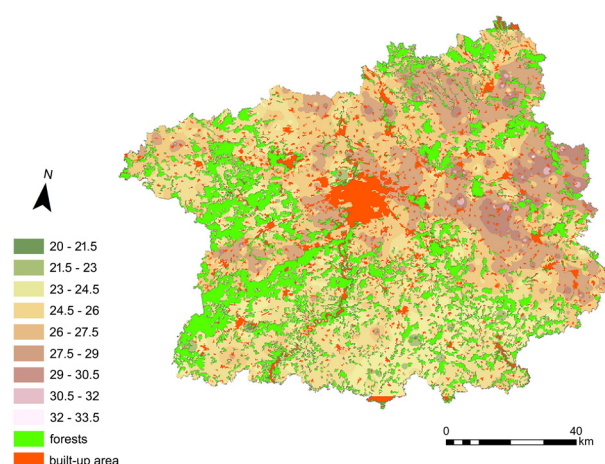 N
20 - 21.5
21.5 - 23
23 - 24.5
24.5 - 26
26 - 27.5
27.5 - 29
29 - 30.5
30.5 - 32
32 - 33.5
forests
built-up area
0 40
km